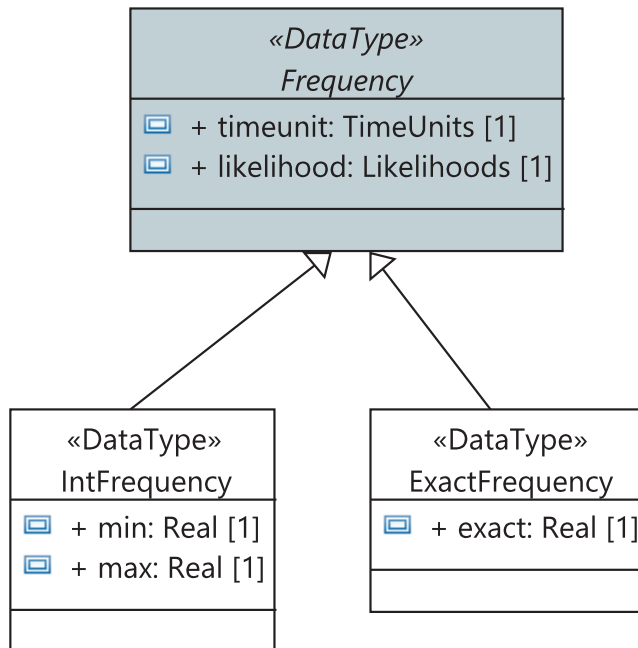 «DataType»
Frequency
+ timeunit: TimeUnits [1]
+ likelihood: Likelihoods [1]
«DataType»
IntFrequency
+ min: Real [1]
+ max: Real [1]
«DataType»
ExactFrequency
+ exact: Real [1]